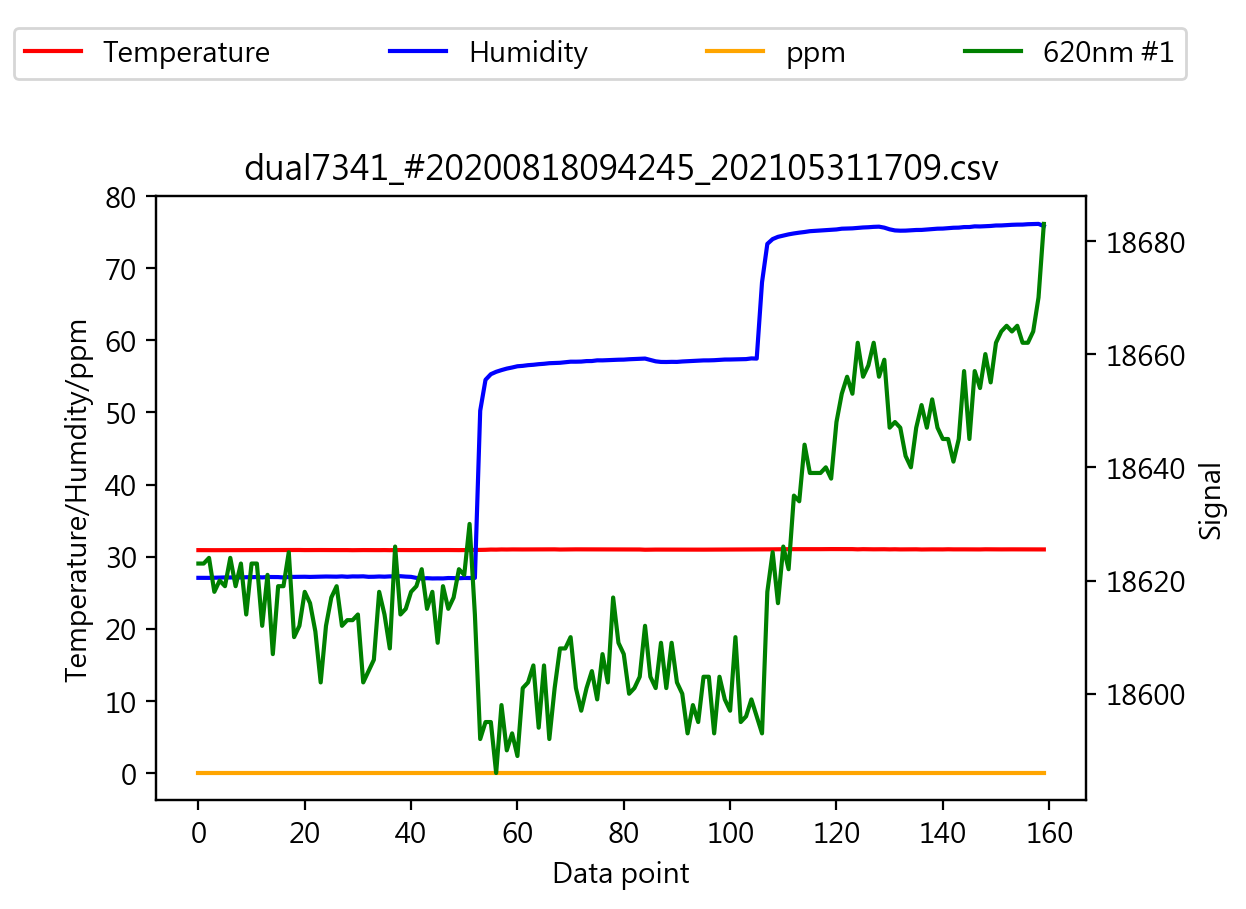 Temperature Humidity ppm 620nm #1
dual7341_#20200818094245_202105311709.csv
80
70
60
50
40
30
20
10
0
Temperature/Humdity/ppm
18680
18660
18640
18620
18600
Signal
0 20 40 60 80 100 120 140 160
Data point